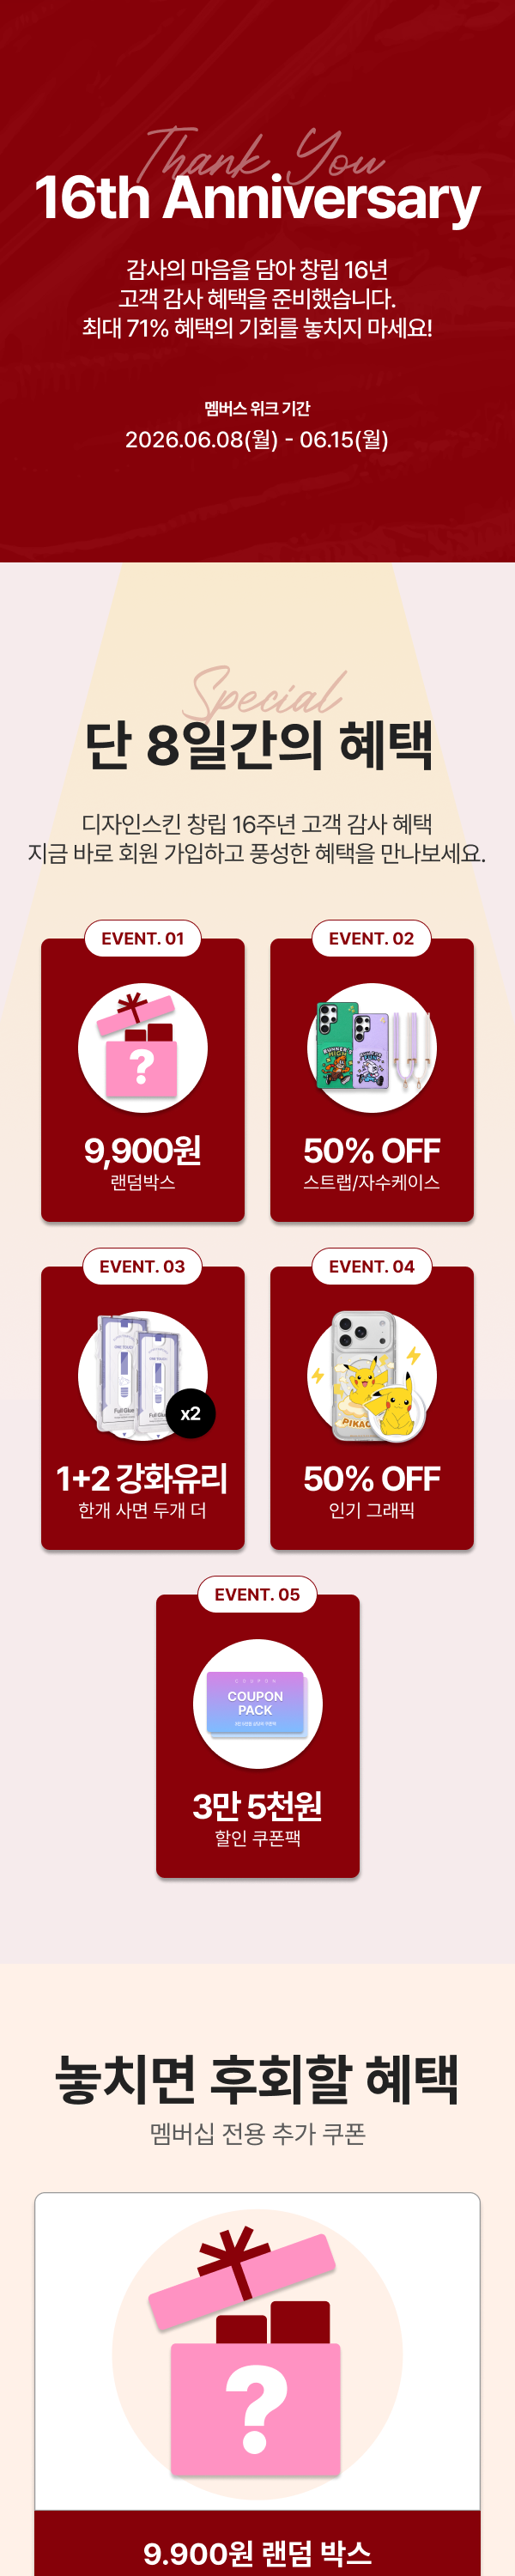 Thank You
16th Anniversary
감사의 마음을 담아 창립 16년
고객 감사 혜택을 준비했습니다.
최대 71% 혜택의 기회를 놓치지 마세요!
멤버스 위크 기간
2026.06.08(월) - 06.15(월)
Special
단 8일간의 혜택
디자인스킨 창립 16주년 고객 감사 혜택
지금 바로 회원 가입하고 풍성한 혜택을 만나보세요.
EVENT. 01
?
9,900원
랜덤박스
EVENT. 02
50% OFF
스트랩/자수케이스
EVENT. 03
Full Glue
x2
1+2 강화유리
한개 사면 두개 더
EVENT. 04
50% OFF
인기 그래픽
EVENT. 05
COUPON
COUPON
PACK
3만 5천원
할인 쿠폰팩
놓치면 후회할 혜택
멤버십 전용 추가 쿠폰
?
9.900원 랜덤 박스